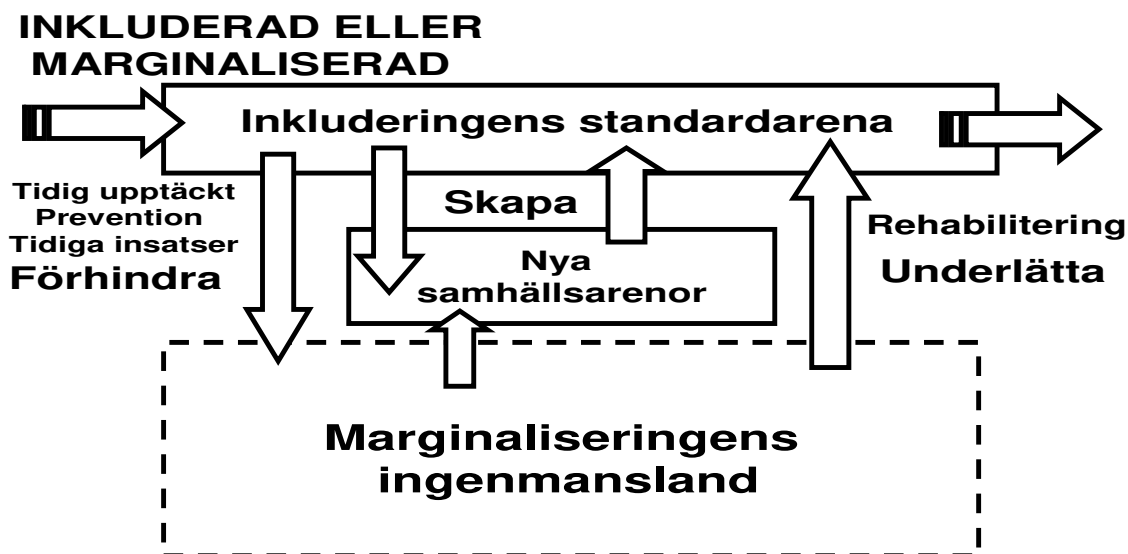 INKLUDERAD ELLER
MARGINALISERAD
Inkluderingens standardarena
Tidig upptäckt
Prevention
Tidiga insatser
Förhindra
Skapa
Nya
samhällsarenor
Rehabilitering
Underlätta
Marginaliseringens
ingenmansland